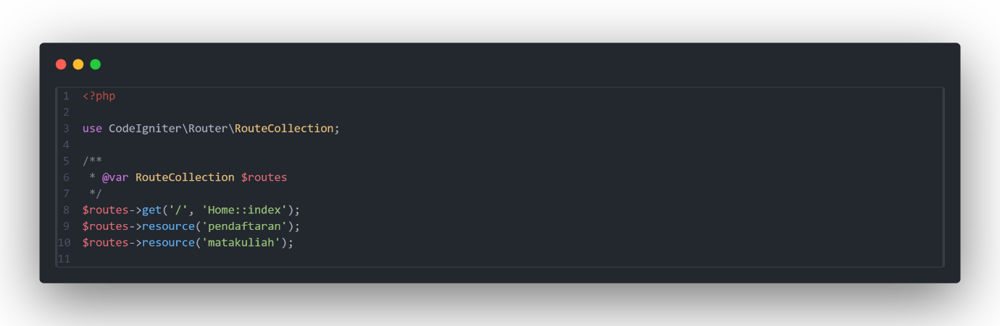 1 <?php
2
3 use CodeIgniter\Router\RouteCollection;
4
5 /**
6  * @var RouteCollection $routes
7  */
8 $routes->get('/', 'Home::index');
9 $routes->resource('pendaftaran');
10 $routes->resource('matakuliah');
11